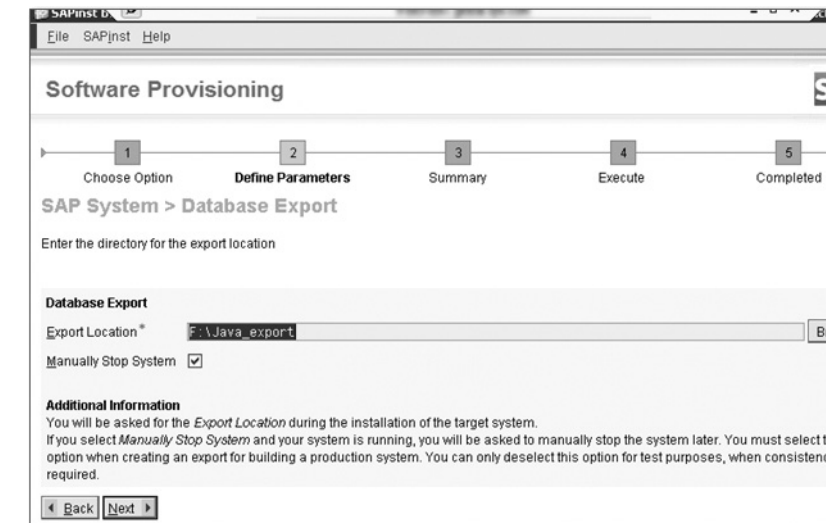 SAPinst
File SAPinst Help
Software Provisioning
1 2 3 4 5
Choose Option Define Parameters Summary Execute Completed
SAP System > Database Export
Enter the directory for the export location
Database Export
Export Location * F:\Java_export
Manually Stop System
Additional Information
You will be asked for the Export Location during the installation of the target system.
If you select Manually Stop System and your system is running, you will be asked to manually stop the system later. You must select t
option when creating an export for building a production system. You can only deselect this option for test purposes, when consistenc
required.
Back Next